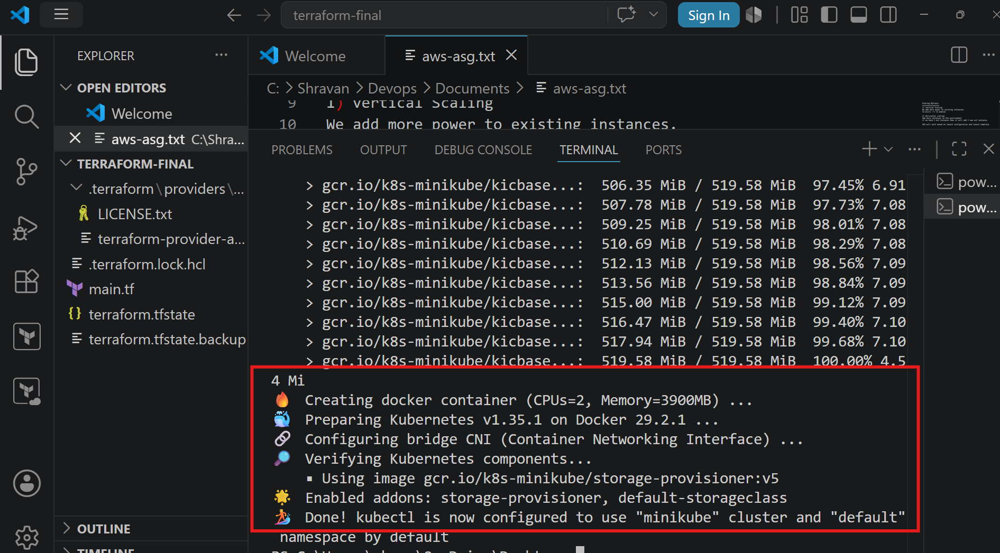 terraform-final
Sign In
EXPLORER
OPEN EDITORS
Welcome
aws-asg.txt C:\Shra...
TERRAFORM-FINAL
.terraform\providers\...
LICENSE.txt
terraform-provider-a...
.terraform.lock.hcl
main.tf
terraform.tfstate
terraform.tfstate.backup
OUTLINE
TIMELINE
Welcome
aws-asg.txt
C: > Shravan > Devops > Documents > aws-asg.txt
9 1) Vertical Scaling
10 We add more power to existing instances.
PROBLEMS OUTPUT DEBUG CONSOLE TERMINAL PORTS
> gcr.io/k8s-minikube/kicbase...: 506.35 MiB / 519.58 MiB 97.45% 6.91
> gcr.io/k8s-minikube/kicbase...: 507.78 MiB / 519.58 MiB 97.73% 7.08
> gcr.io/k8s-minikube/kicbase...: 509.25 MiB / 519.58 MiB 98.01% 7.08
> gcr.io/k8s-minikube/kicbase...: 510.69 MiB / 519.58 MiB 98.29% 7.08
> gcr.io/k8s-minikube/kicbase...: 512.13 MiB / 519.58 MiB 98.56% 7.09
> gcr.io/k8s-minikube/kicbase...: 513.56 MiB / 519.58 MiB 98.84% 7.09
> gcr.io/k8s-minikube/kicbase...: 515.00 MiB / 519.58 MiB 99.12% 7.09
> gcr.io/k8s-minikube/kicbase...: 516.47 MiB / 519.58 MiB 99.40% 7.10
> gcr.io/k8s-minikube/kicbase...: 517.94 MiB / 519.58 MiB 99.68% 7.10
> gcr.io/k8s-minikube/kicbase...: 519.58 MiB / 519.58 MiB 100.00% 4.5
4 Mi
🔥 Creating docker container (CPUs=2, Memory=3900MB) ...
🐳 Preparing Kubernetes v1.35.1 on Docker 29.2.1 ...
🔗 Configuring bridge CNI (Container Networking Interface) ...
🔎 Verifying Kubernetes components...
▪ Using image gcr.io/k8s-minikube/storage-provisioner:v5
🌟 Enabled addons: storage-provisioner, default-storageclass
🏄 Done! kubectl is now configured to use "minikube" cluster and "default"
namespace by default
pow...
pow...